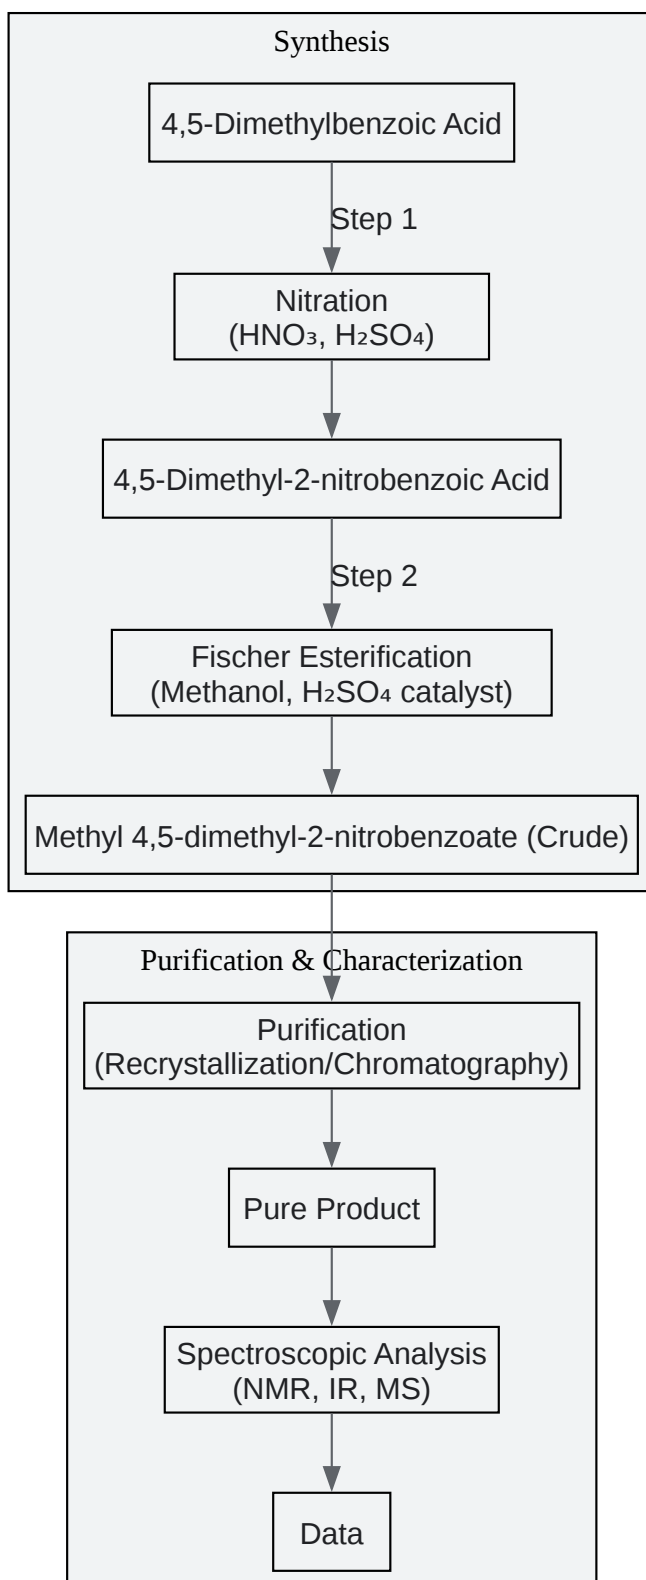 Synthesis
4,5-Dimethylbenzoic Acid
Step 1
Nitration
(HNO₃, H₂SO₄)
4,5-Dimethyl-2-nitrobenzoic Acid
Step 2
Fischer Esterification
(Methanol, H₂SO₄ catalyst)
Methyl 4,5-dimethyl-2-nitrobenzoate (Crude)
Purification & Characterization
Purification
(Recrystallization/Chromatography)
Pure Product
Spectroscopic Analysis
(NMR, IR, MS)
Data